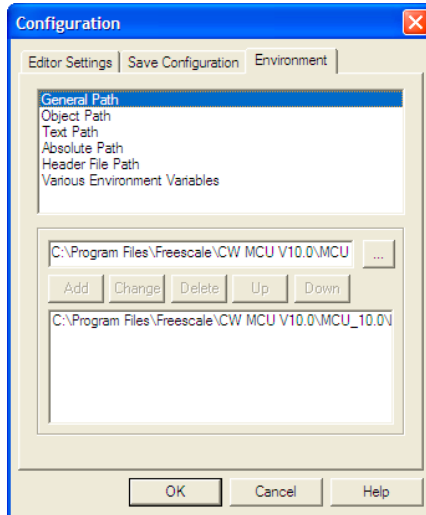 Configuration
Editor Settings Save Configuration Environment
General Path
Object Path
Text Path
Absolute Path
Header File Path
Various Environment Variables
C:\Program Files\Freescale\CW MCU V10.0\MCU ...
Add Change Delete Up Down
C:\Program Files\Freescale\CW MCU V10.0\MCU_10.0\
OK Cancel Help